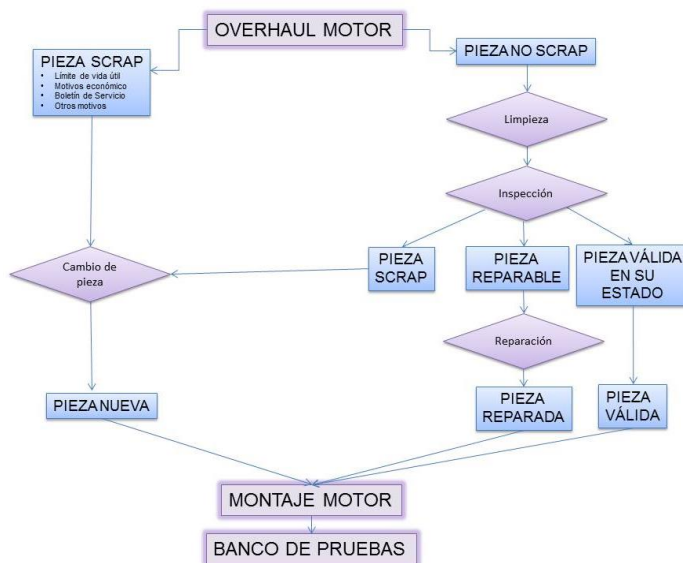 OVERHAUL MOTOR
PIEZA SCRAP
• Límite de vida útil
• Motivos económico
• Boletín de Servicio
• Otros motivos
PIEZA NO SCRAP
Limpieza
Inspección
PIEZA
SCRAP
PIEZA
REPARABLE
PIEZA VÁLIDA
EN SU
ESTADO
Cambio de
pieza
Reparación
PIEZA NUEVA
PIEZA
REPARADA
PIEZA
VÁLIDA
MONTAJE MOTOR
BANCO DE PRUEBAS